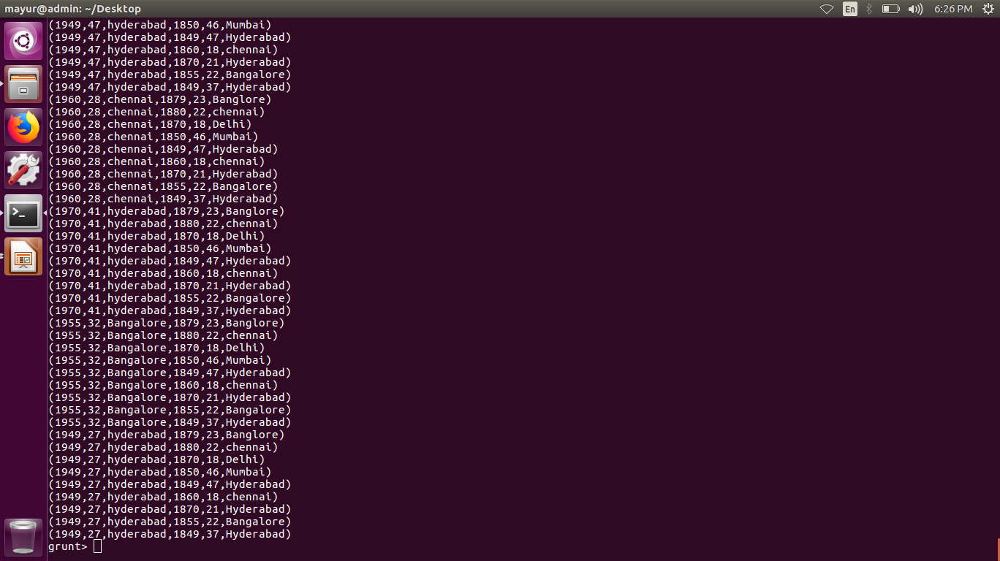 mayur@admin: ~/Desktop
En
6:26 PM
(1949,47,hyderabad,1850,46,Mumbai)
(1949,47,hyderabad,1849,47,Hyderabad)
(1949,47,hyderabad,1860,18,chennai)
(1949,47,hyderabad,1870,21,Hyderabad)
(1949,47,hyderabad,1855,22,Bangalore)
(1949,47,hyderabad,1849,37,Hyderabad)
(1960,28,chennai,1879,23,Banglore)
(1960,28,chennai,1880,22,chennai)
(1960,28,chennai,1870,18,Delhi)
(1960,28,chennai,1850,46,Mumbai)
(1960,28,chennai,1849,47,Hyderabad)
(1960,28,chennai,1860,18,chennai)
(1960,28,chennai,1870,21,Hyderabad)
(1960,28,chennai,1855,22,Bangalore)
(1960,28,chennai,1849,37,Hyderabad)
(1970,41,hyderabad,1879,23,Banglore)
(1970,41,hyderabad,1880,22,chennai)
(1970,41,hyderabad,1870,18,Delhi)
(1970,41,hyderabad,1850,46,Mumbai)
(1970,41,hyderabad,1849,47,Hyderabad)
(1970,41,hyderabad,1860,18,chennai)
(1970,41,hyderabad,1870,21,Hyderabad)
(1970,41,hyderabad,1855,22,Bangalore)
(1970,41,hyderabad,1849,37,Hyderabad)
(1955,32,Bangalore,1879,23,Banglore)
(1955,32,Bangalore,1880,22,chennai)
(1955,32,Bangalore,1870,18,Delhi)
(1955,32,Bangalore,1850,46,Mumbai)
(1955,32,Bangalore,1849,47,Hyderabad)
(1955,32,Bangalore,1860,18,chennai)
(1955,32,Bangalore,1870,21,Hyderabad)
(1955,32,Bangalore,1855,22,Bangalore)
(1955,32,Bangalore,1849,37,Hyderabad)
(1949,27,hyderabad,1879,23,Banglore)
(1949,27,hyderabad,1880,22,chennai)
(1949,27,hyderabad,1870,18,Delhi)
(1949,27,hyderabad,1850,46,Mumbai)
(1949,27,hyderabad,1849,47,Hyderabad)
(1949,27,hyderabad,1860,18,chennai)
(1949,27,hyderabad,1870,21,Hyderabad)
(1949,27,hyderabad,1855,22,Bangalore)
(1949,27,hyderabad,1849,37,Hyderabad)
grunt>